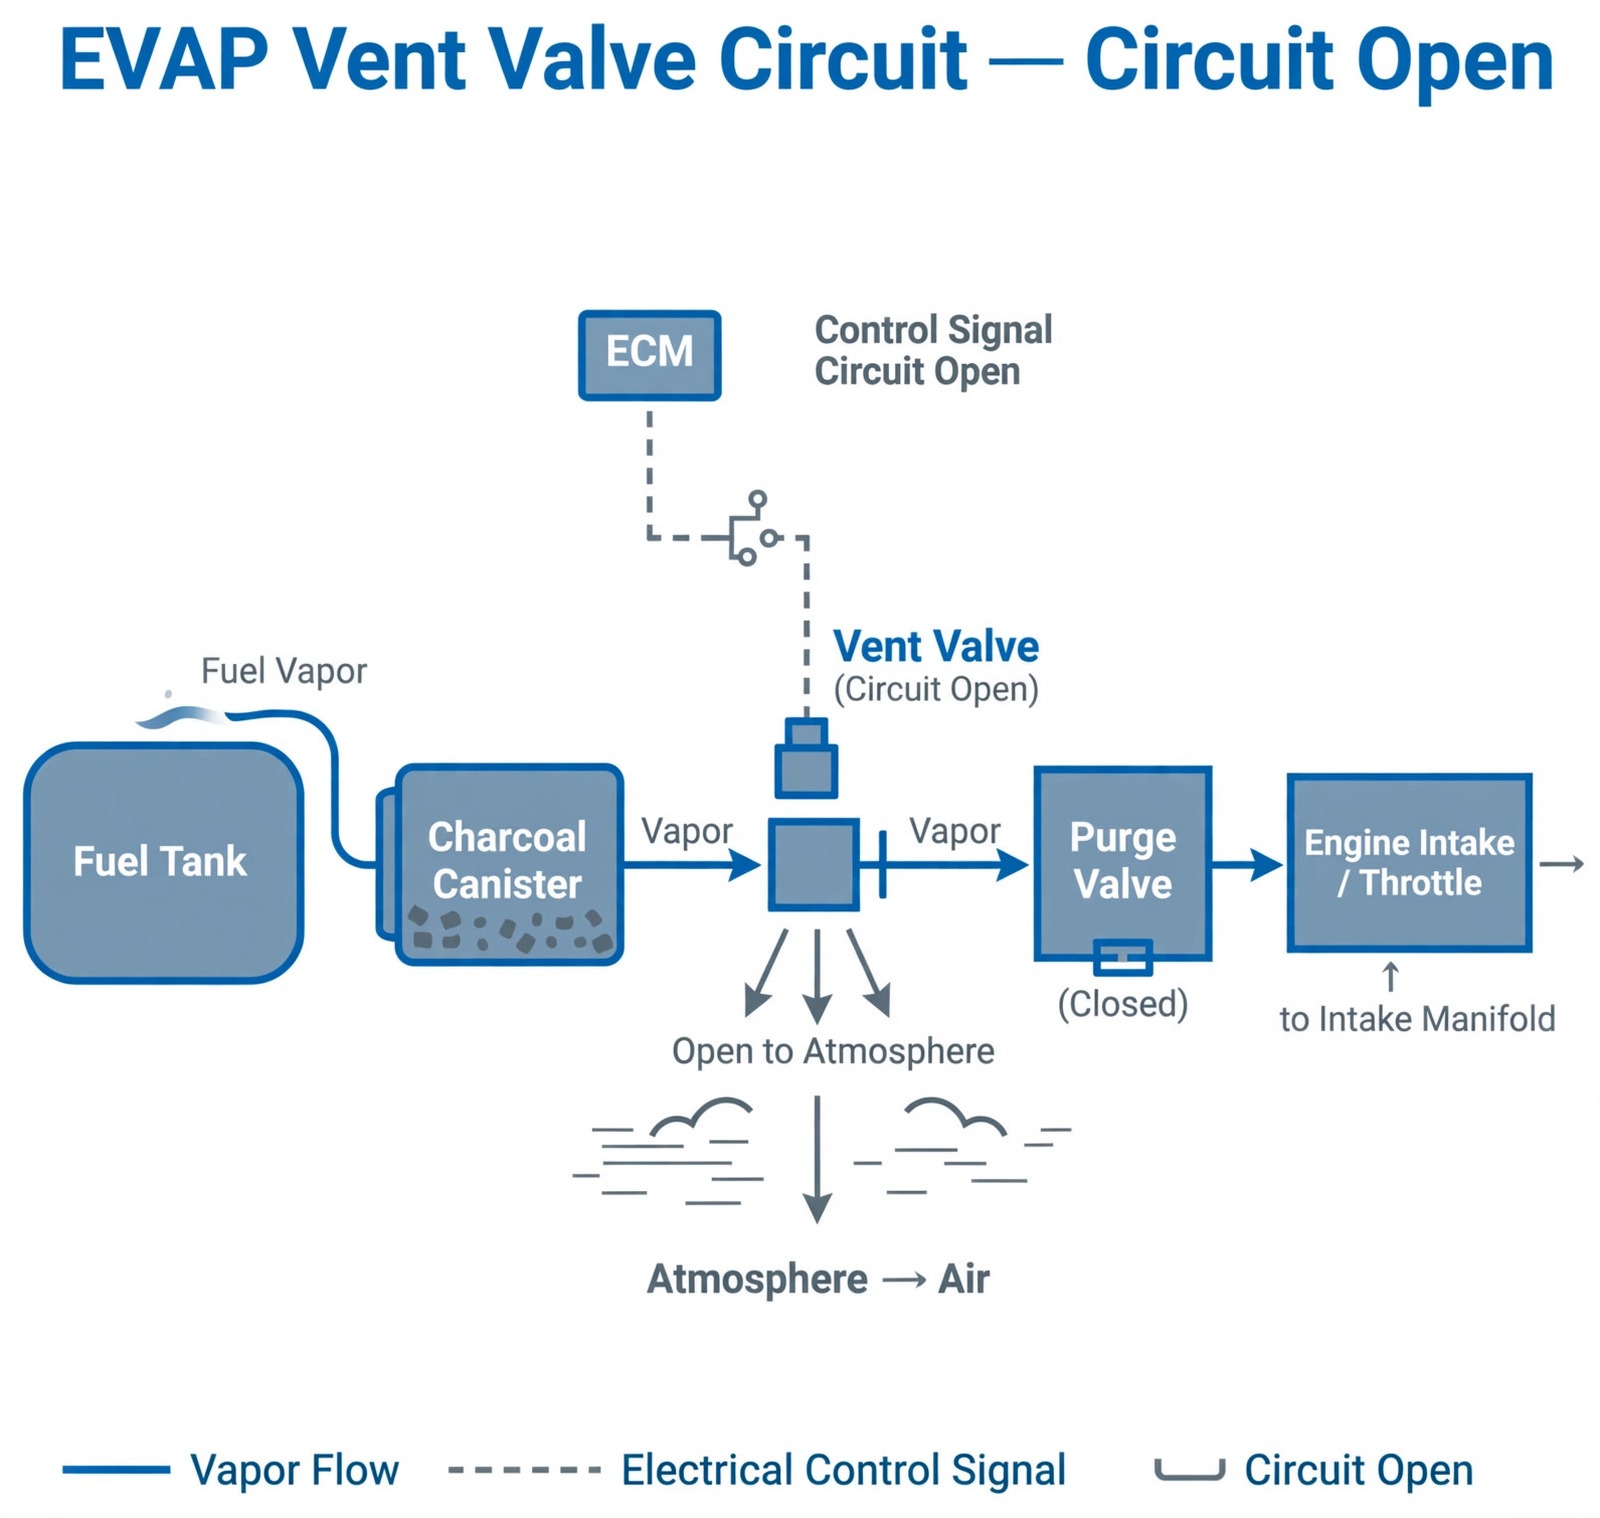 EVAP Vent Valve Circuit — Circuit Open
ECM
Control Signal
Circuit Open
Vent Valve
(Circuit Open)
Fuel Vapor
Fuel Tank
Charcoal
Canister
Vapor
Vapor
Purge
Valve
(Closed)
Engine Intake
/ Throttle
to Intake Manifold
Open to Atmosphere
Atmosphere → Air
Vapor Flow
Electrical Control Signal
Circuit Open